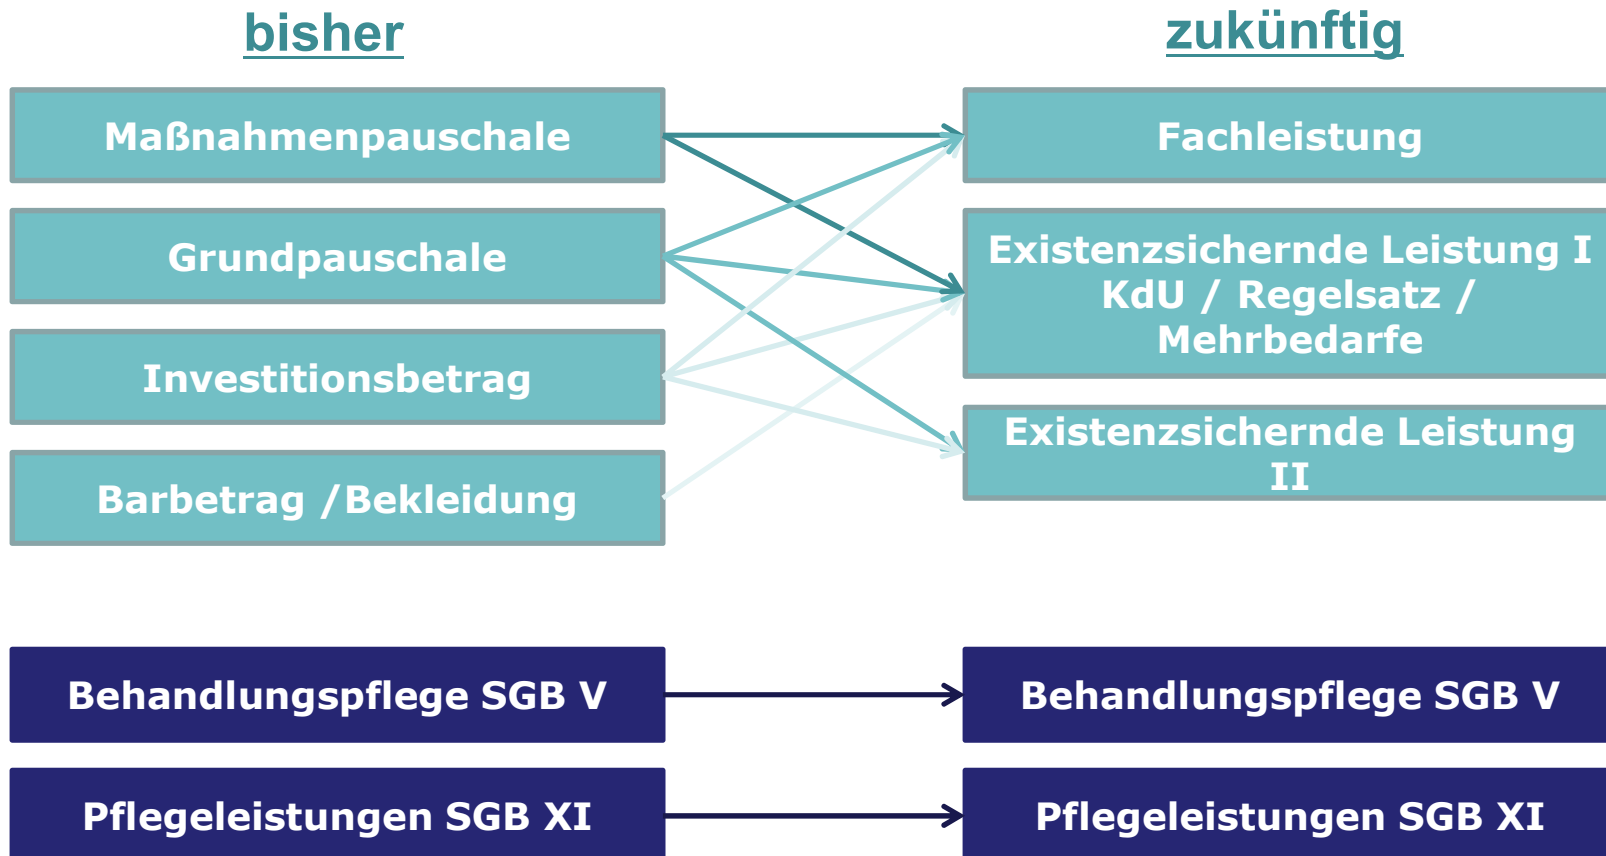 bisher
zukünftig
Maßnahmenpauschale
Fachleistung
Grundpauschale
Existenzsichernde Leistung I
KdU / Regelsatz /
Mehrbedarfe
Investitionsbetrag
Existenzsichernde Leistung
II
Barbetrag /Bekleidung
Behandlungspflege SGB V
Behandlungspflege SGB V
Pflegeleistungen SGB XI
Pflegeleistungen SGB XI